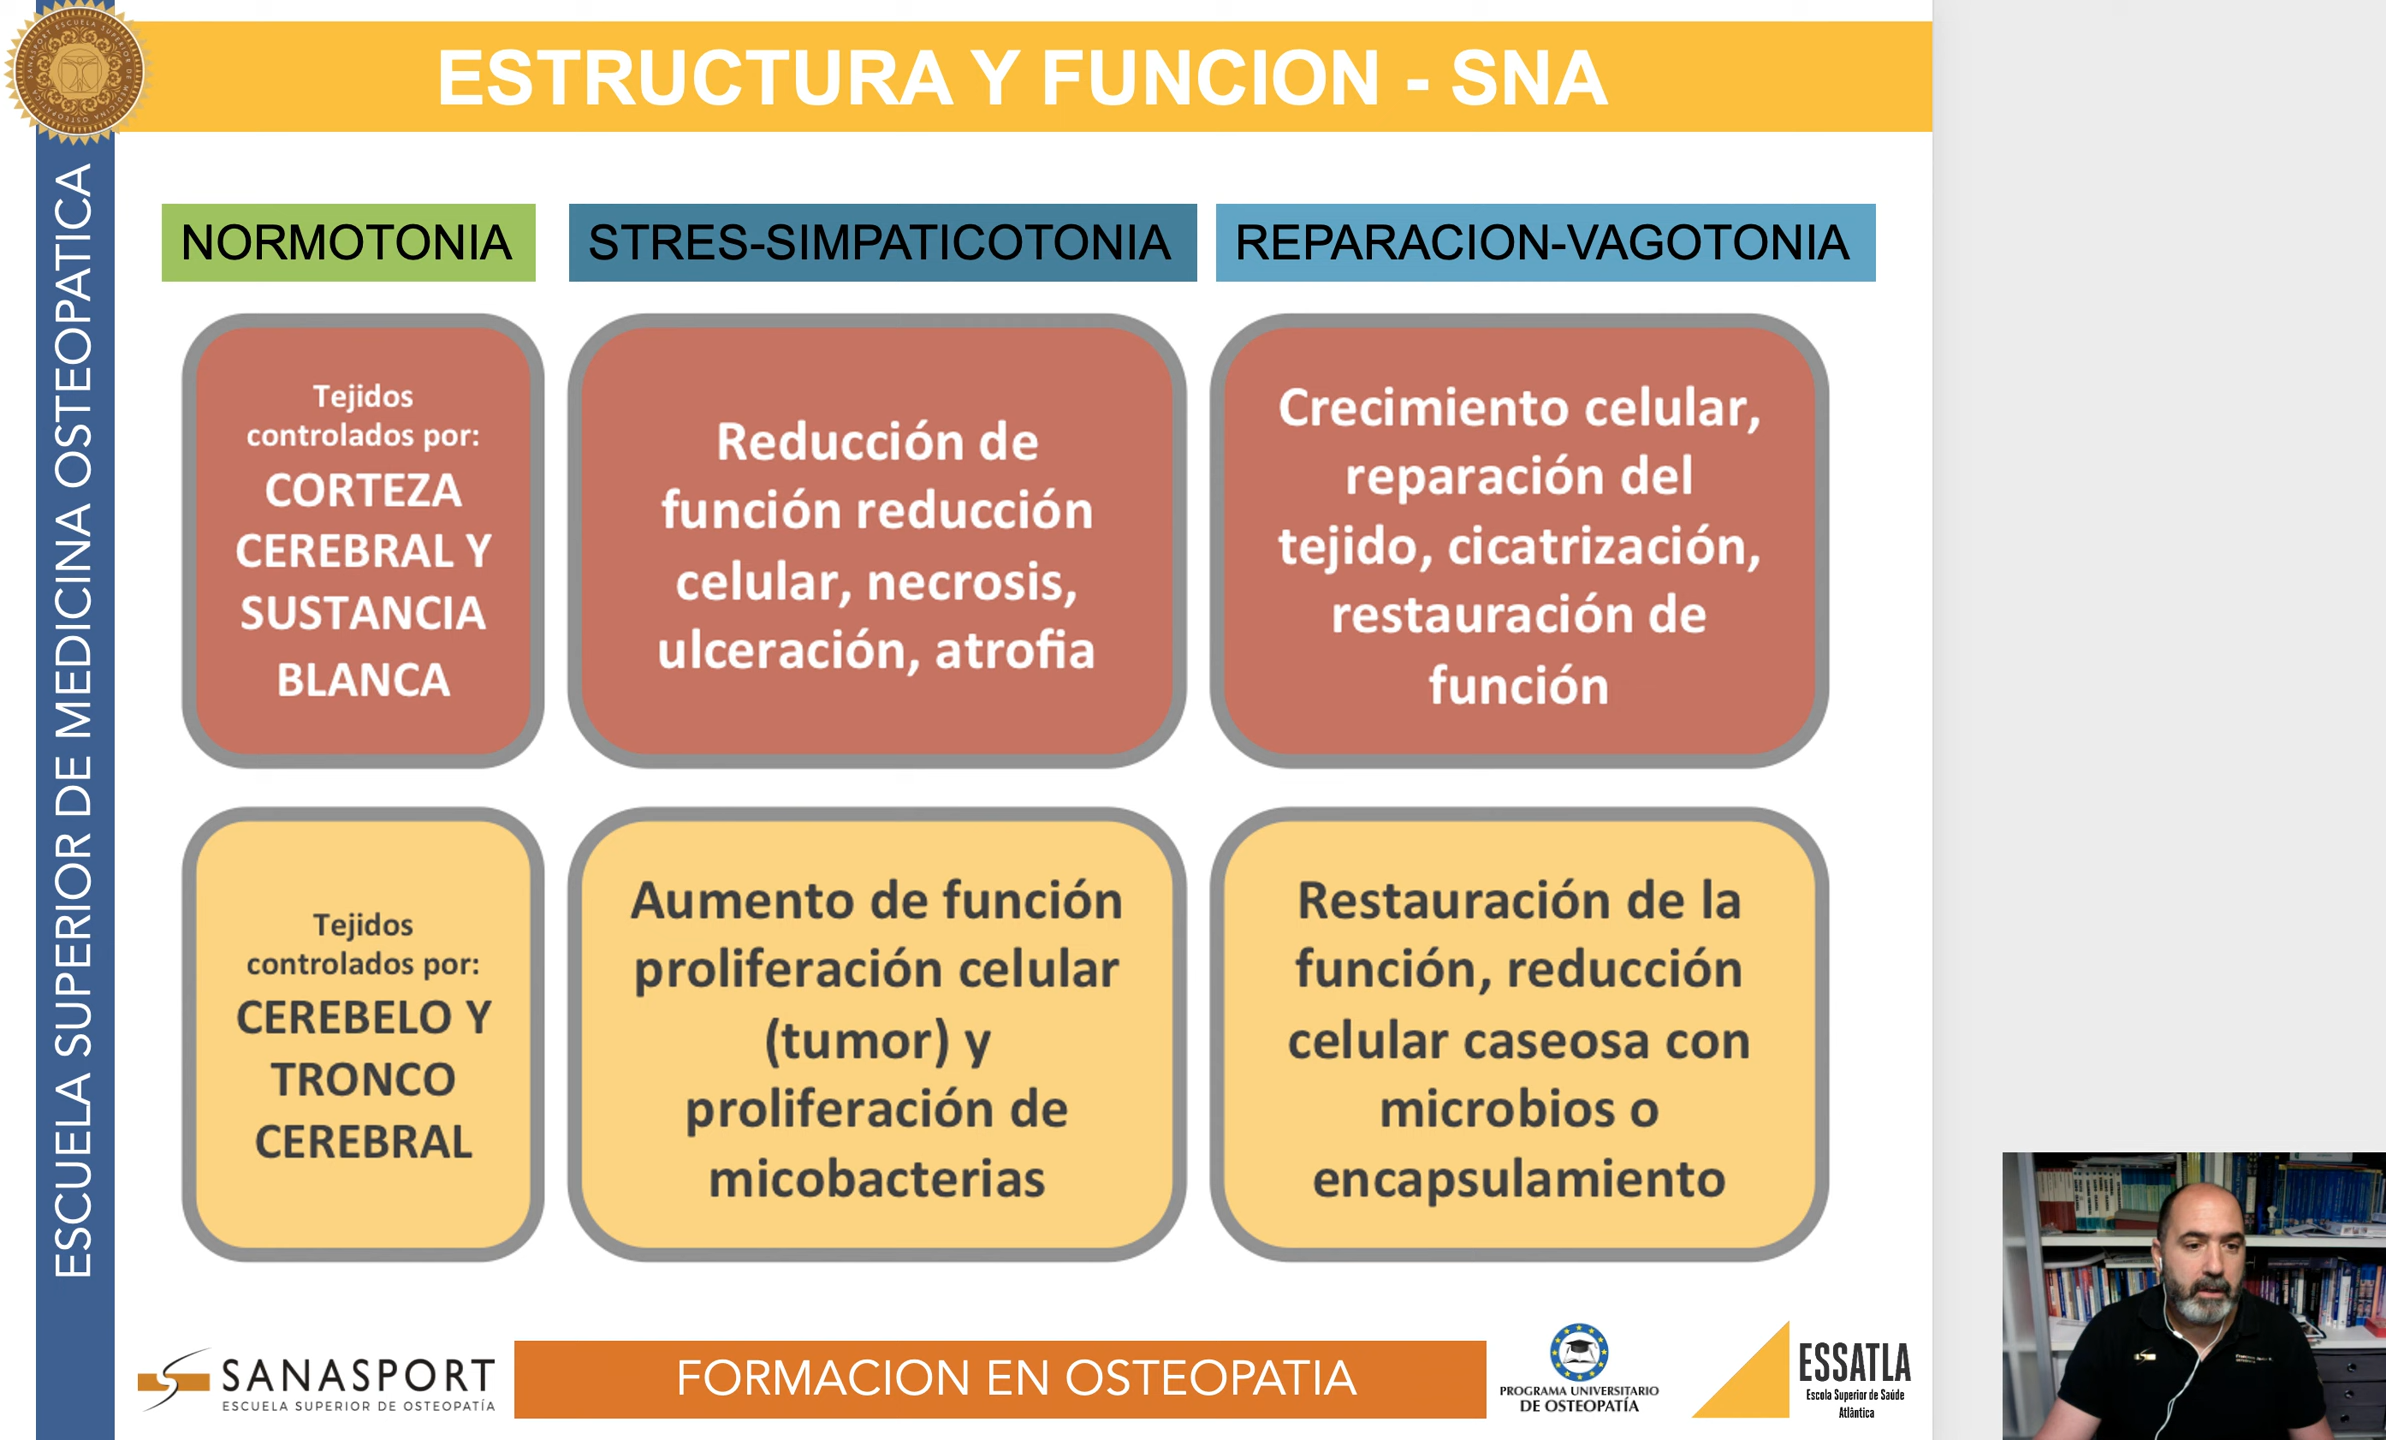 ESTRUCTURA Y FUNCION - SNA
ESCUELA SUPERIOR DE MEDICINA OSTEOPATICA
NORMOTONIA
STRES-SIMPATICOTONIA
REPARACION-VAGOTONIA
Tejidos
controlados por:
CORTEZA
CEREBRAL Y
SUSTANCIA
BLANCA
Reducción de
función reducción
celular, necrosis,
ulceración, atrofia
Crecimiento celular,
reparación del
tejido, cicatrización,
restauración de
función
Tejidos
controlados por:
CEREBELO Y
TRONCO
CEREBRAL
Aumento de función
proliferación celular
(tumor) y
proliferación de
micobacterias
Restauración de la
función, reducción
celular caseosa con
microbios o
encapsulamiento
SANASPORT
ESCUELA SUPERIOR DE OSTEOPATÍA
FORMACION EN OSTEOPATIA
PROGRAMA UNIVERSITARIO
DE OSTEOPATÍA
ESSATLA
Escola Superior de Saúde
Atlântica